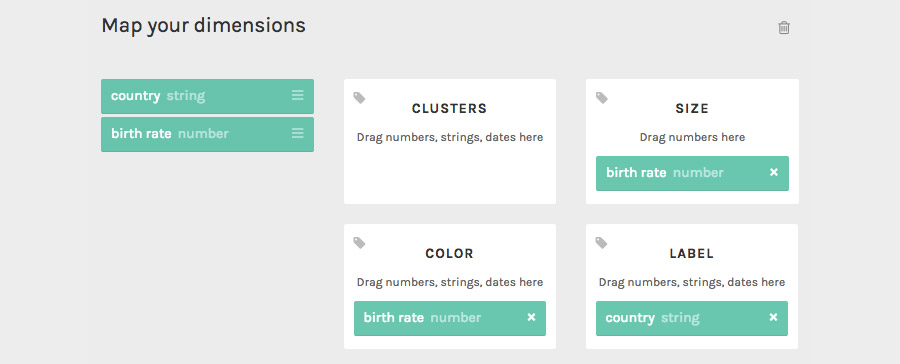 Map your dimensions
country string
birth rate number
CLUSTERS
Drag numbers, strings, dates here
SIZE
Drag numbers here
birth rate number ×
COLOR
Drag numbers, strings, dates here
birth rate number ×
LABEL
Drag numbers, strings, dates here
country string ×